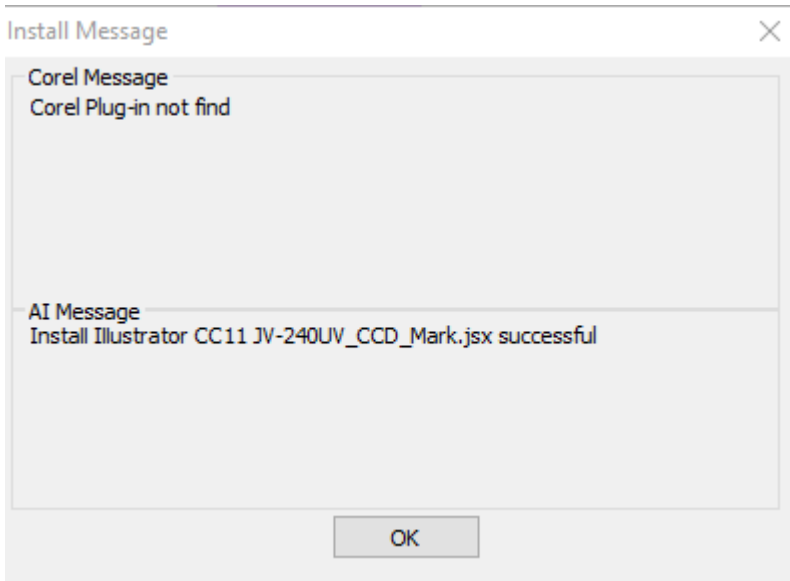 Install Message
Corel Message
Corel Plug-in not find
AI Message
Install Illustrator CC11 JV-240UV_CCD_Mark.jsx successful
OK